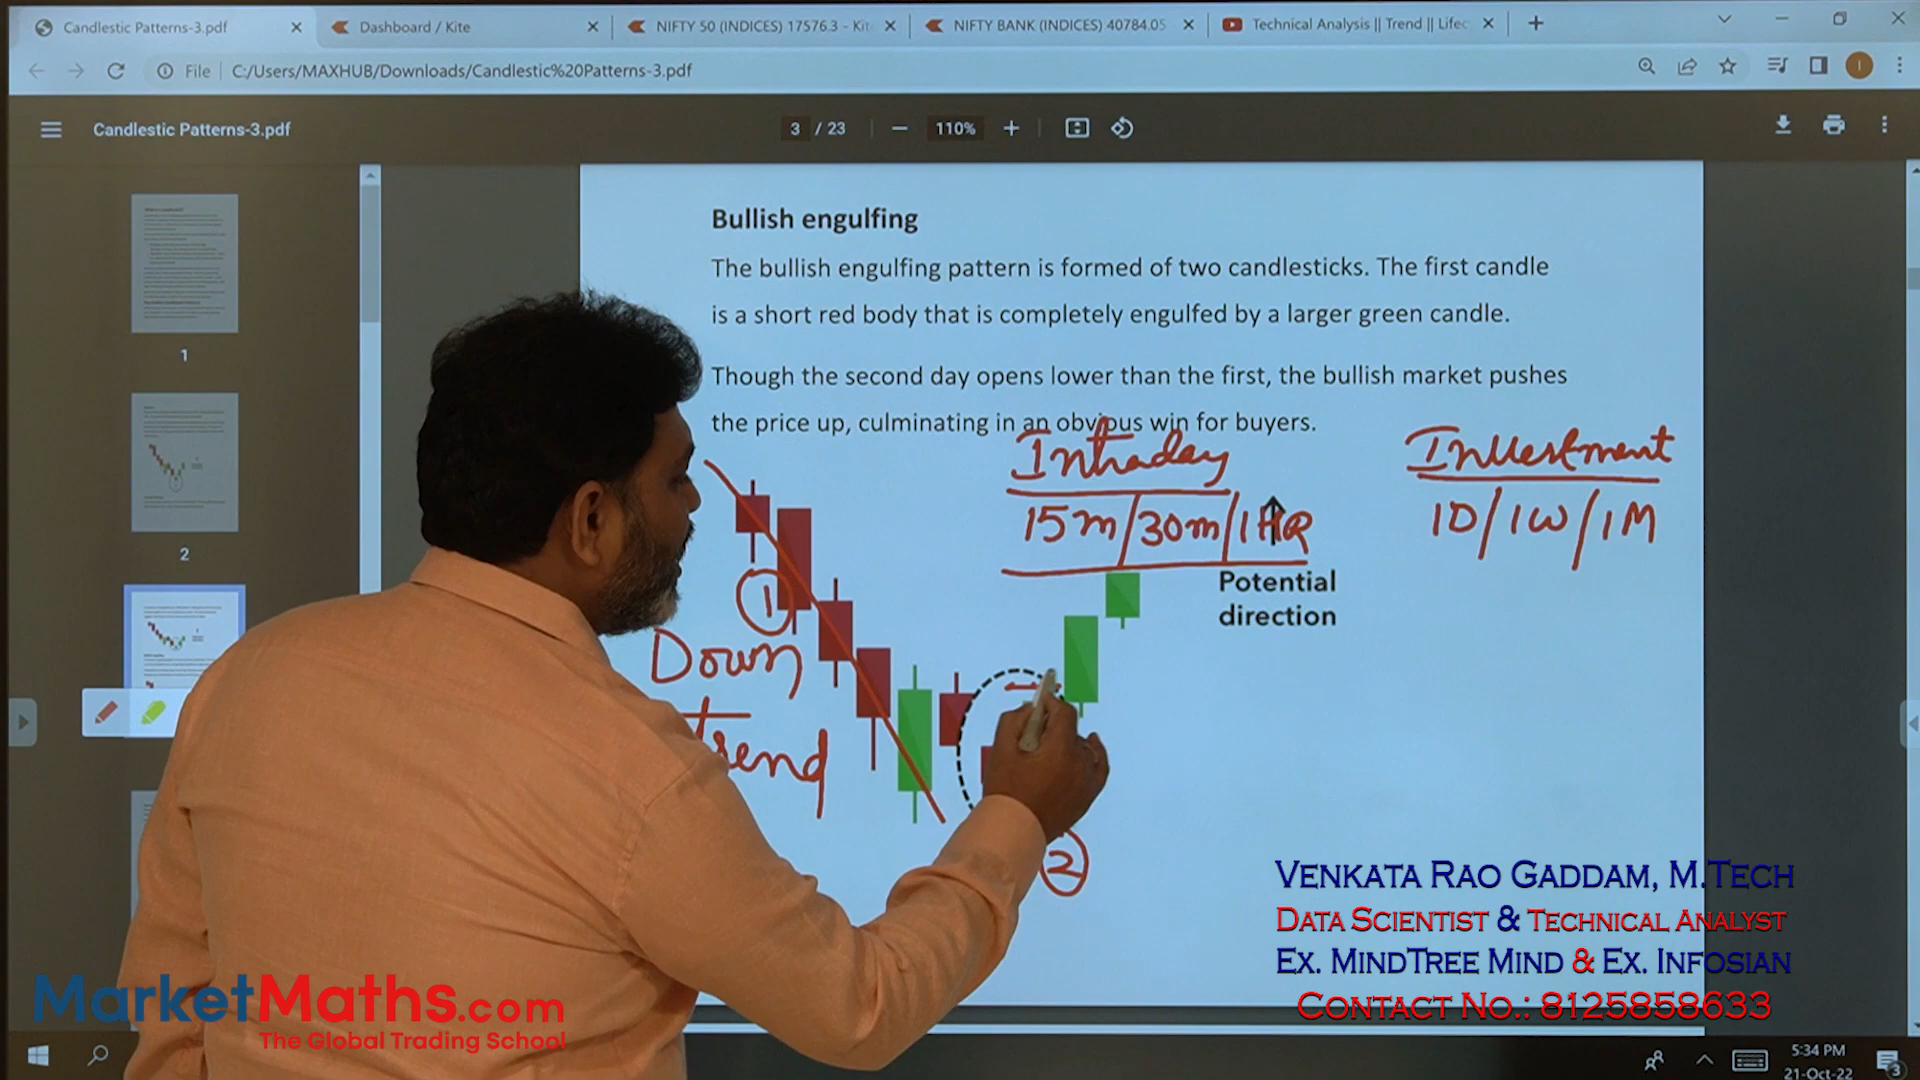 Candlestic Patterns-3.pdf
Dashboard / Kite
NIFTY 50 (INDICES) 17576.3 - Kit
NIFTY BANK (INDICES) 40784.05
Technical Analysis || Trend || Lifec
File
C:/Users/MAXHUB/Downloads/Candlestic%20Patterns-3.pdf
I
Candlestic Patterns-3.pdf
3 / 23
110%
Bullish engulfing
The bullish engulfing pattern is formed of two candlesticks. The first candle
is a short red body that is completely engulfed by a larger green candle.
Though the second day opens lower than the first, the bullish market pushes
the price up, culminating in an obvious win for buyers.
Intraday
Investment
15m/30m/1HR
1D/1W/1M
Potential
direction
1
Down
trend
2
1
2
VENKATA RAO GADDAM, M.TECH
DATA SCIENTIST & TECHNICAL ANALYST
EX. MINDTREE MIND & EX. INFOSIAN
CONTACT NO.: 8125858633
MarketMaths.com
The Global Trading School
5:34 PM
21-Oct-22
3